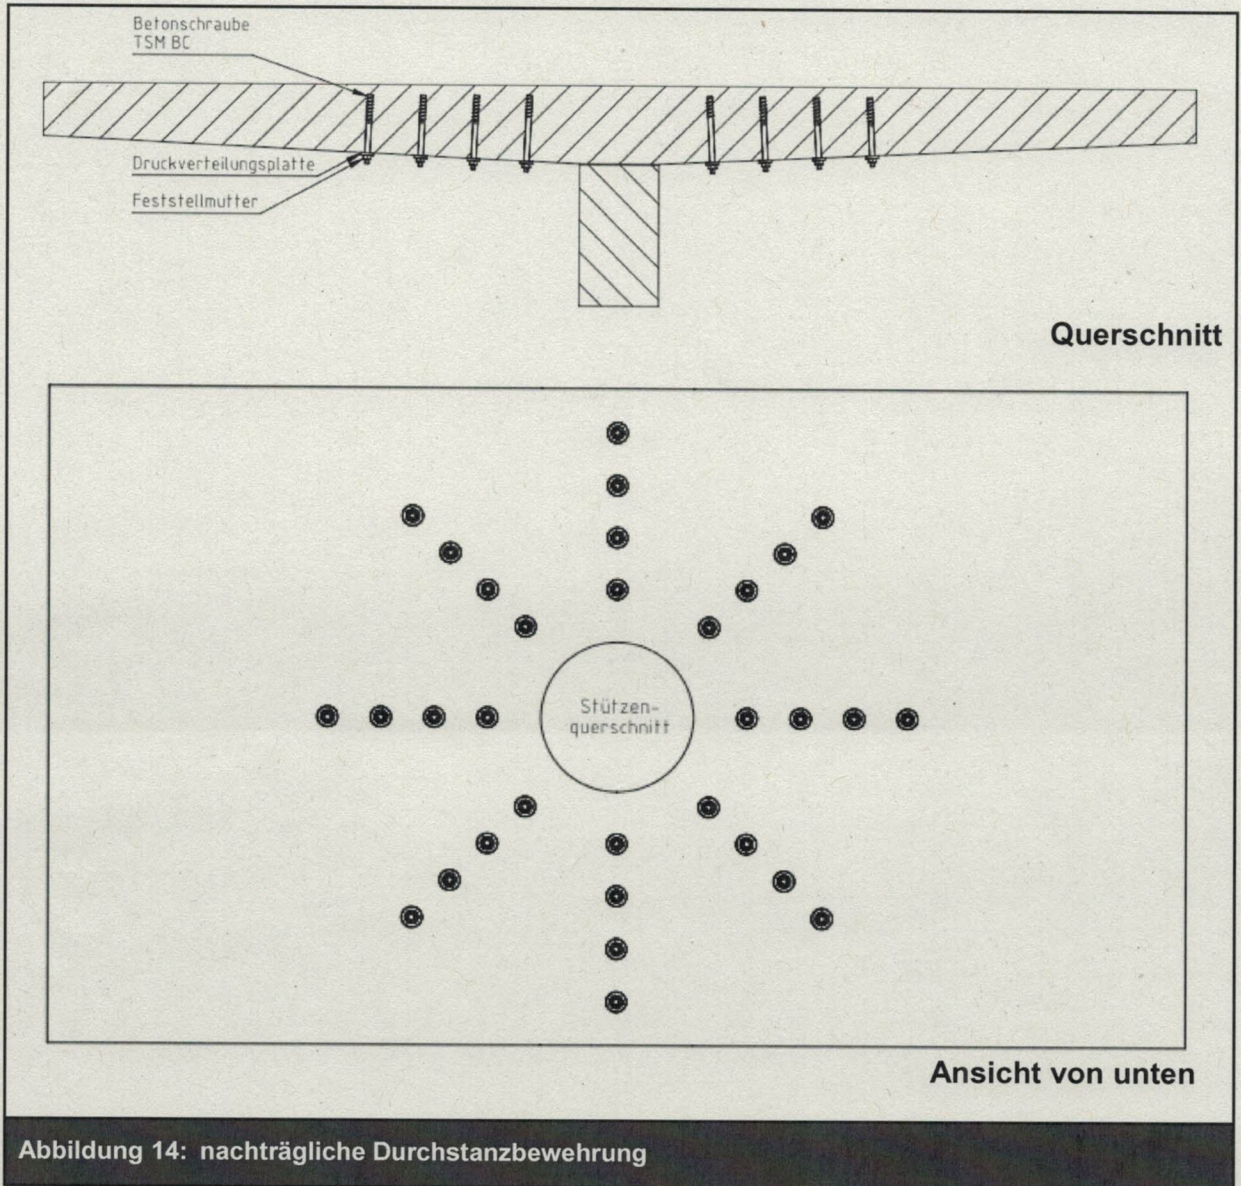 Betonschraube
TSM BC
Druckverteilungsplatte
Feststellmutter
Querschnitt
Stützen-
querschnitt
Ansicht von unten
Abbildung 14: nachträgliche Durchstanzbewehrung